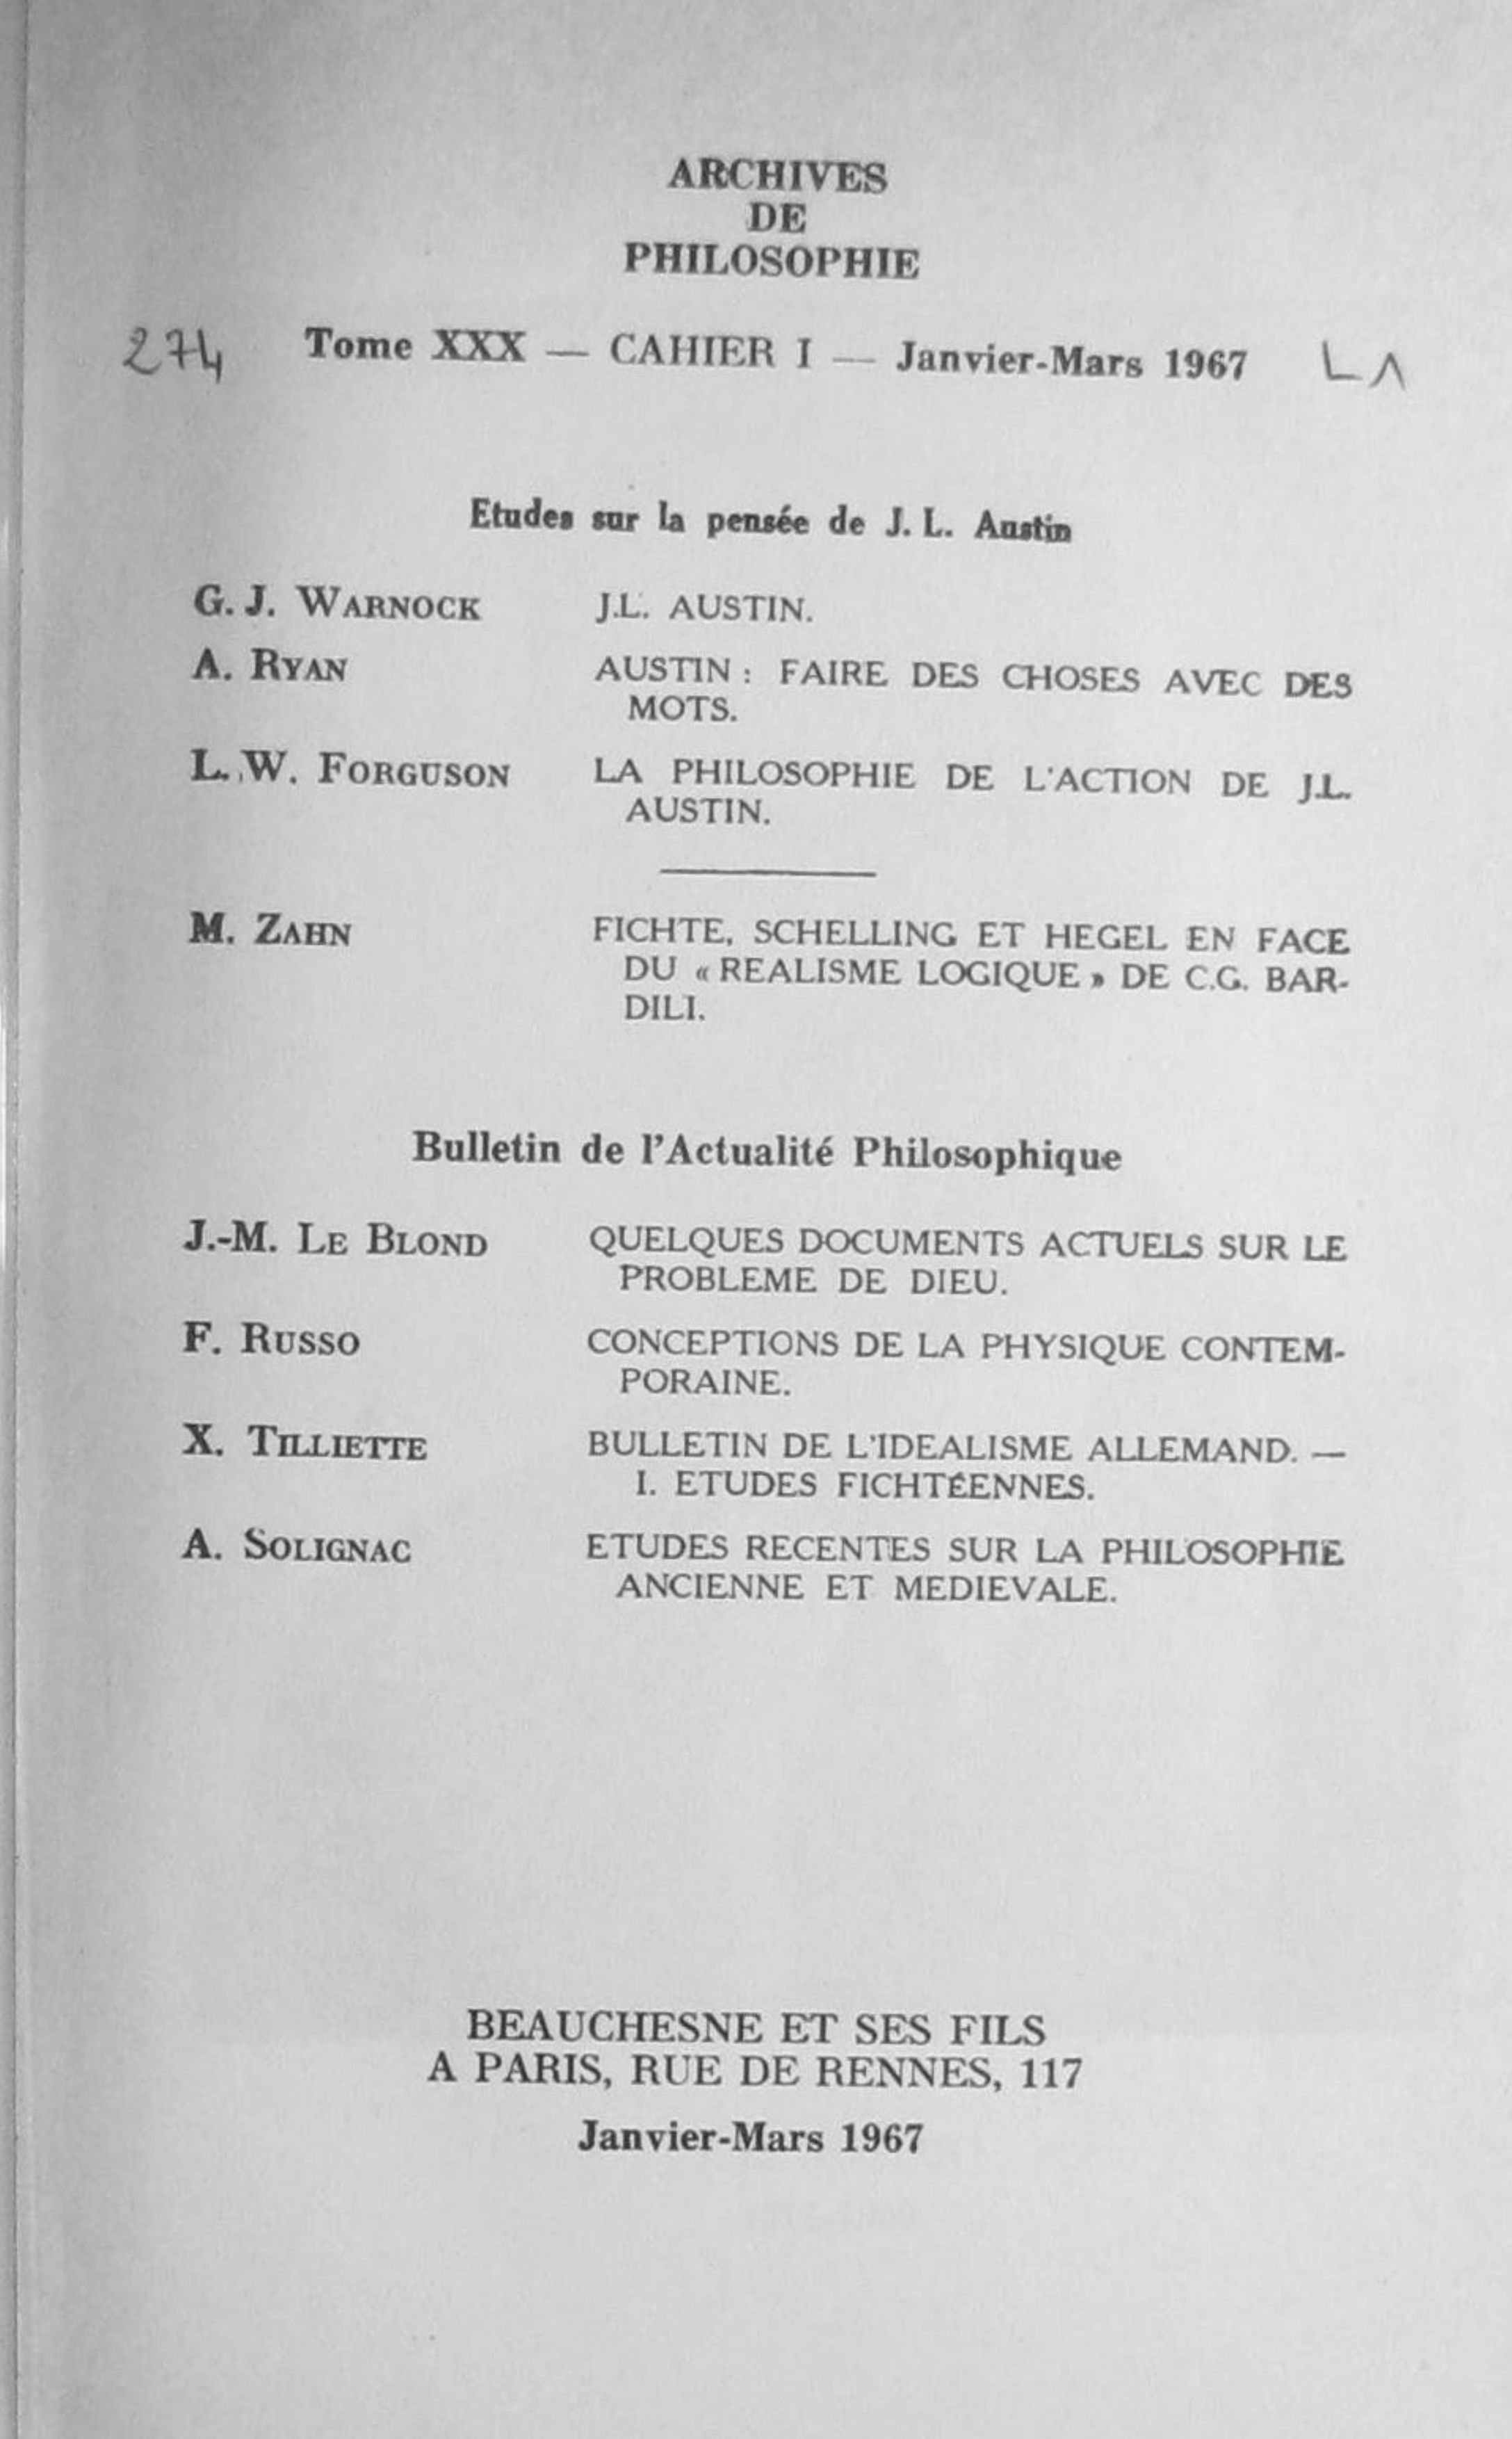 ARCHIVES
DE
PHILOSOPHIE
274 Tome XXX — CAHIER I — Janvier-Mars 1967 L Λ
Etudes sur la pensée de J. L. Austin
G. J. WARNOCK J.L. AUSTIN.
A. RYAN AUSTIN : FAIRE DES CHOSES AVEC DES
MOTS.
L. W. FORGUSON LA PHILOSOPHIE DE L'ACTION DE J.L.
AUSTIN.
M. ZAHN FICHTE, SCHELLING ET HEGEL EN FACE
DU « REALISME LOGIQUE » DE C.G. BAR-
DILI.
Bulletin de l'Actualité Philosophique
J.-M. LE BLOND QUELQUES DOCUMENTS ACTUELS SUR LE
PROBLEME DE DIEU.
F. RUSSO CONCEPTIONS DE LA PHYSIQUE CONTEM-
PORAINE.
X. TILLIETTE BULLETIN DE L'IDEALISME ALLEMAND. —
I. ETUDES FICHTÉENNES.
A. SOLIGNAC ETUDES RECENTES SUR LA PHILOSOPHIE
ANCIENNE ET MEDIEVALE.
BEAUCHESNE ET SES FILS
A PARIS, RUE DE RENNES, 117
Janvier-Mars 1967